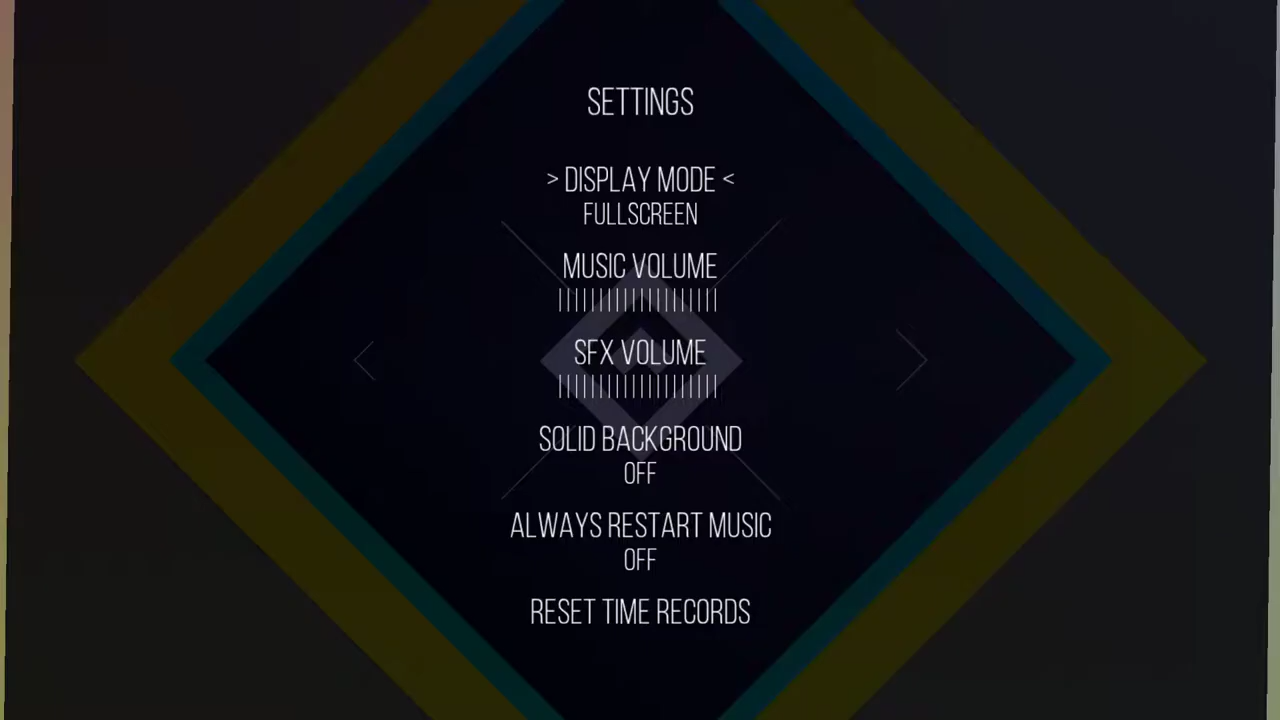 SETTINGS
> DISPLAY MODE <
FULLSCREEN
MUSIC VOLUME
SFX VOLUME
SOLID BACKGROUND
OFF
ALWAYS RESTART MUSIC
OFF
RESET TIME RECORDS